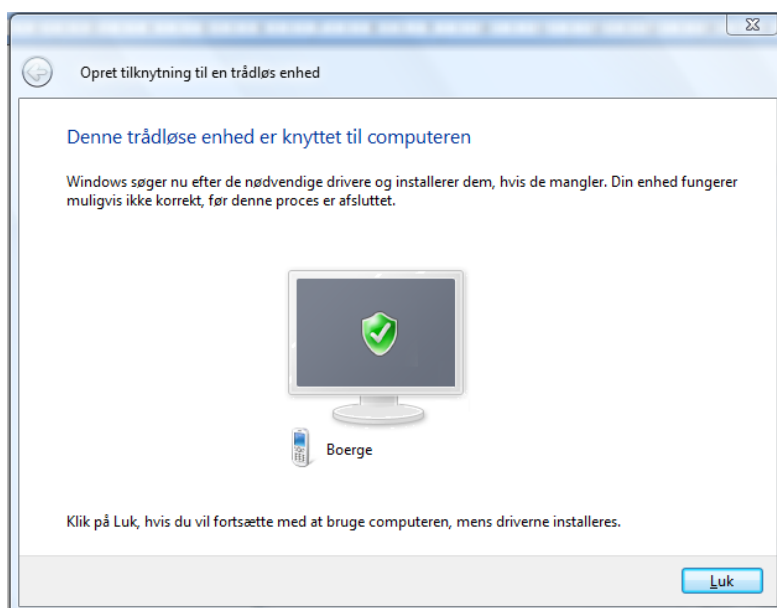 Opret tilknytning til en trådløs enhed
Denne trådløse enhed er knyttet til computeren
Windows søger nu efter de nødvendige drivere og installerer dem, hvis de mangler. Din enhed fungerer
muligvis ikke korrekt, før denne proces er afsluttet.
Boerge
Klik på Luk, hvis du vil fortsætte med at bruge computeren, mens driverne installeres.
Luk